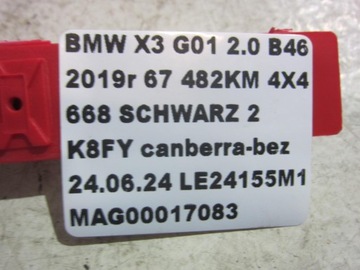 BMW X3 G01 2.0 B46
2019r 67 482KM 4X4
668 SCHWARZ 2
K8FY canberra-bez
24.06.24 LE24155M1
MAG00017083